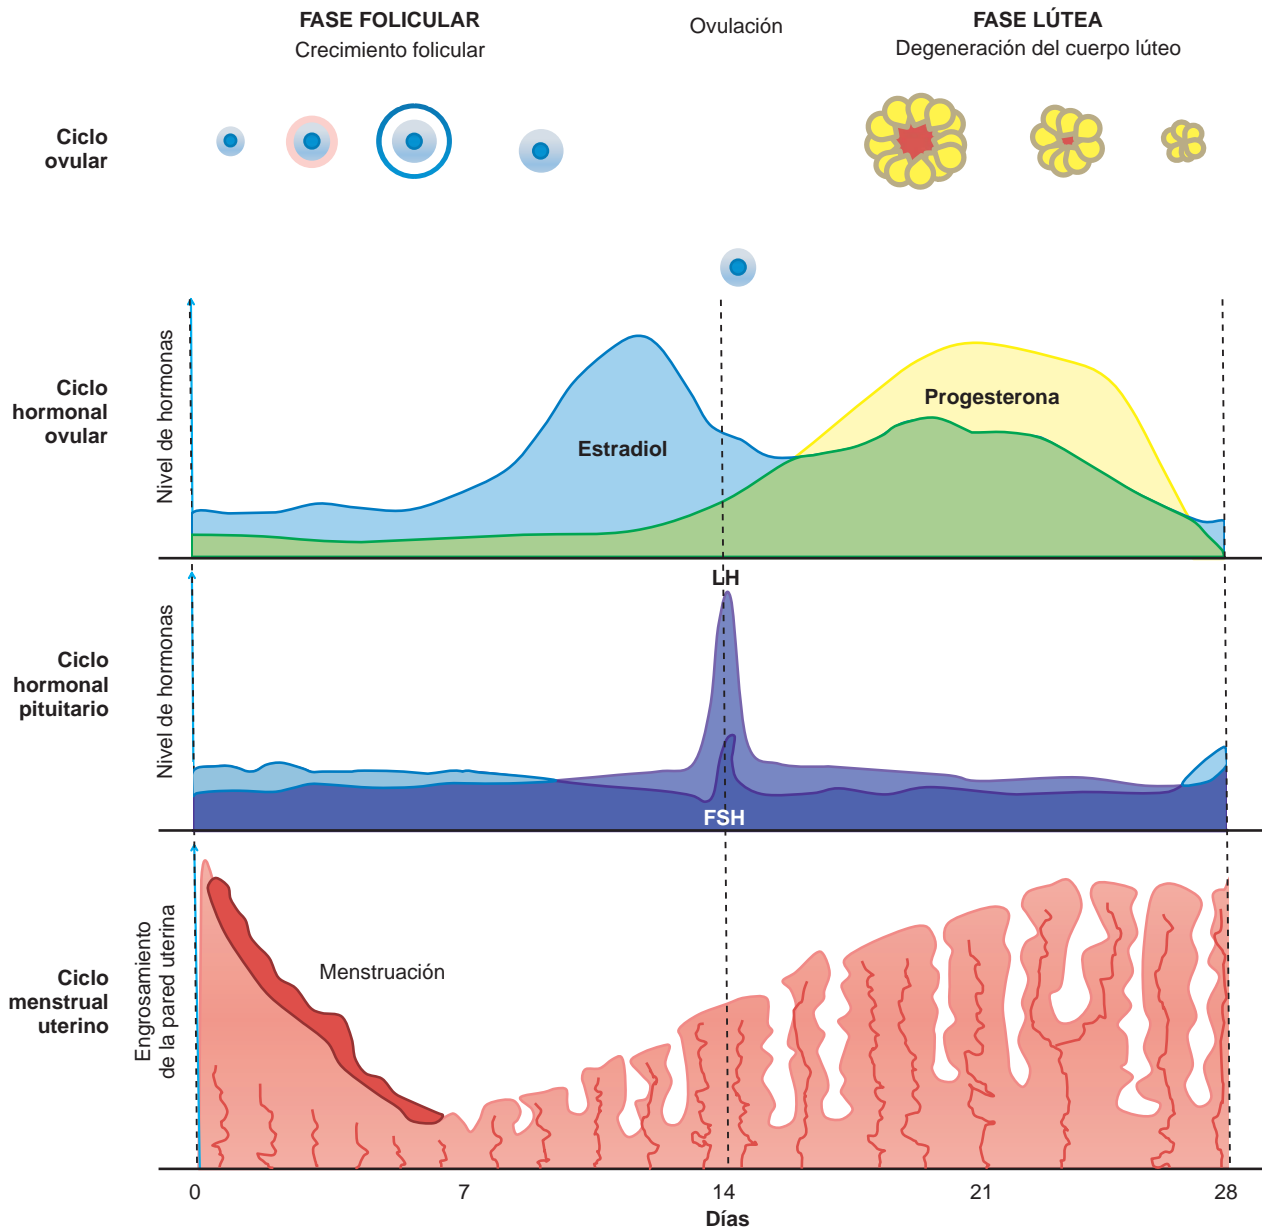 FASE FOLICULAR
Crecimiento folicular
Ovulación
FASE LÚTEA
Degeneración del cuerpo lúteo
Ciclo
ovular
Ciclo
hormonal
ovular
Nivel de hormonas
Estradiol
Progesterona
Ciclo
hormonal
pituitario
Nivel de hormonas
LH
FSH
Ciclo
menstrual
uterino
Engrosamiento
de la pared uterina
Menstruación
0 7 14 21 28
Días